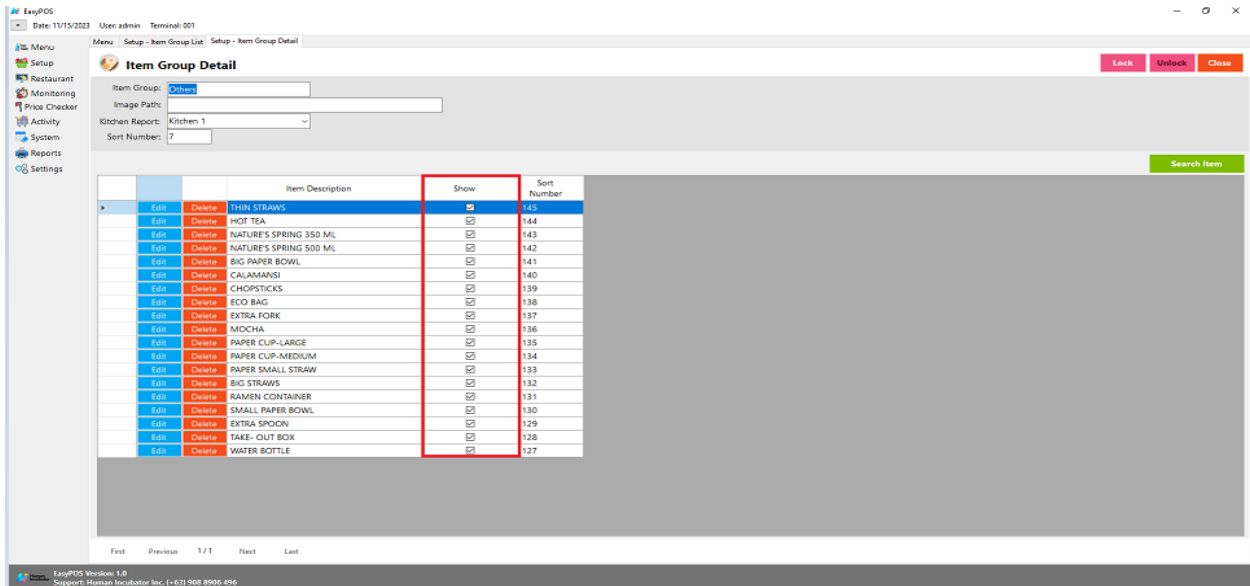 EasyPOS
Date: 11/15/2023 User: admin Terminal: 001
Menu
Setup
Restaurant
Monitoring
Price Checker
Activity
System
Reports
Settings
Menu Setup - Item Group List Setup - Item Group Detail
Item Group Detail
Lock Unlock Close
Item Group: Others
Image Path:
Kitchen Report: Kitchen 1
Sort Number: 7
Search Item
Item Description Show Sort Number
Edit Delete THIN STRAWS 145
Edit Delete HOT TEA 144
Edit Delete NATURE'S SPRING 350 ML 143
Edit Delete NATURE'S SPRING 500 ML 142
Edit Delete BIG PAPER BOWL 141
Edit Delete CALAMANSI 140
Edit Delete CHOPSTICKS 139
Edit Delete ECO BAG 138
Edit Delete EXTRA FORK 137
Edit Delete MOCHA 136
Edit Delete PAPER CUP-LARGE 135
Edit Delete PAPER CUP-MEDIUM 134
Edit Delete PAPER SMALL STRAW 133
Edit Delete BIG STRAWS 132
Edit Delete RAMEN CONTAINER 131
Edit Delete SMALL PAPER BOWL 130
Edit Delete EXTRA SPOON 129
Edit Delete TAKE- OUT BOX 128
Edit Delete WATER BOTTLE 127
First Previous 1 / 1 Next Last
EasyPOS Version: 1.0
Support: Human Incubator Inc. (+63) 908 8906 496